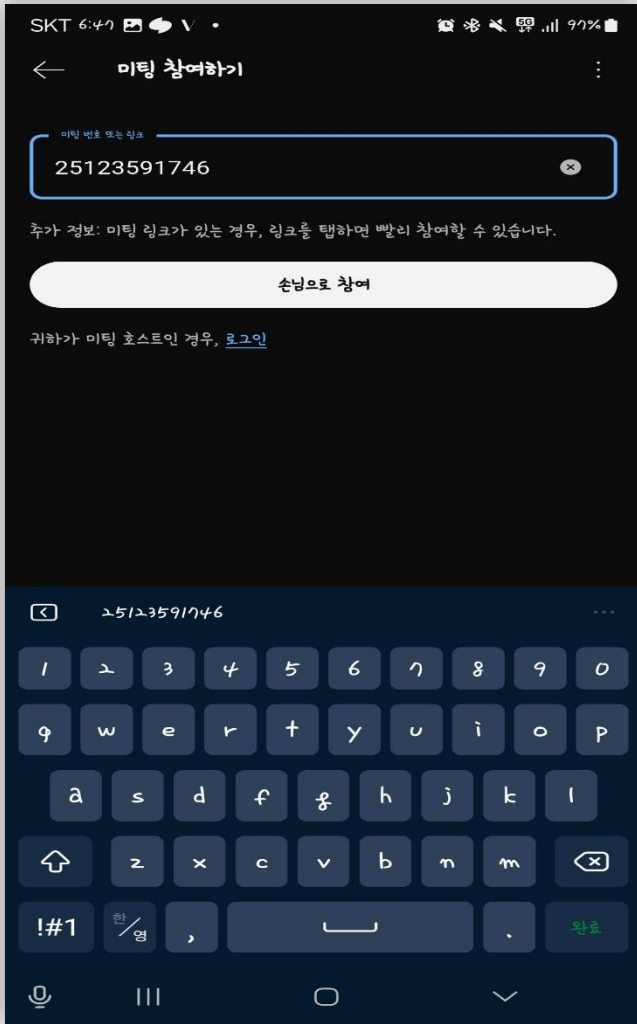 SKT 6:47 V • 5G 97%
미팅 참여하기
미팅 번호 또는 링크
25123591746
추가 정보: 미팅 링크가 있는 경우, 링크를 탭하면 빨리 참여할 수 있습니다.
손님으로 참여
귀하가 미팅 호스트인 경우, 로그인
25123591746 ...
1 2 3 4 5 6 7 8 9 0
q w e r t y u i o p
a s d f g h j k l
z x c v b n m
!#1 한/영 , . 완료